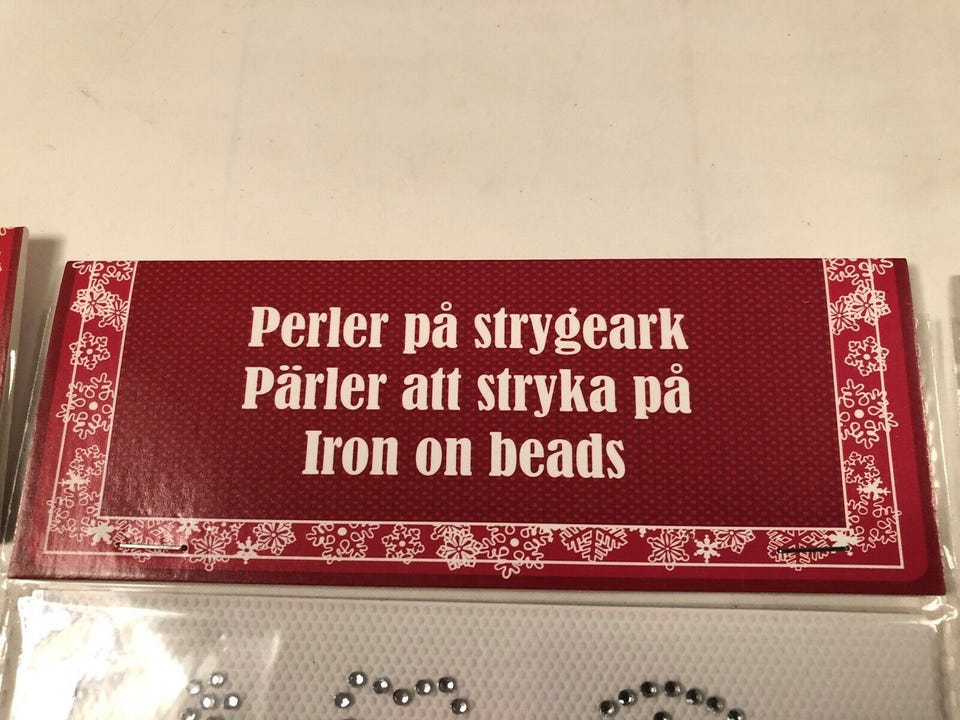 Perler på strygeark
Pärler att stryka på
Iron on beads